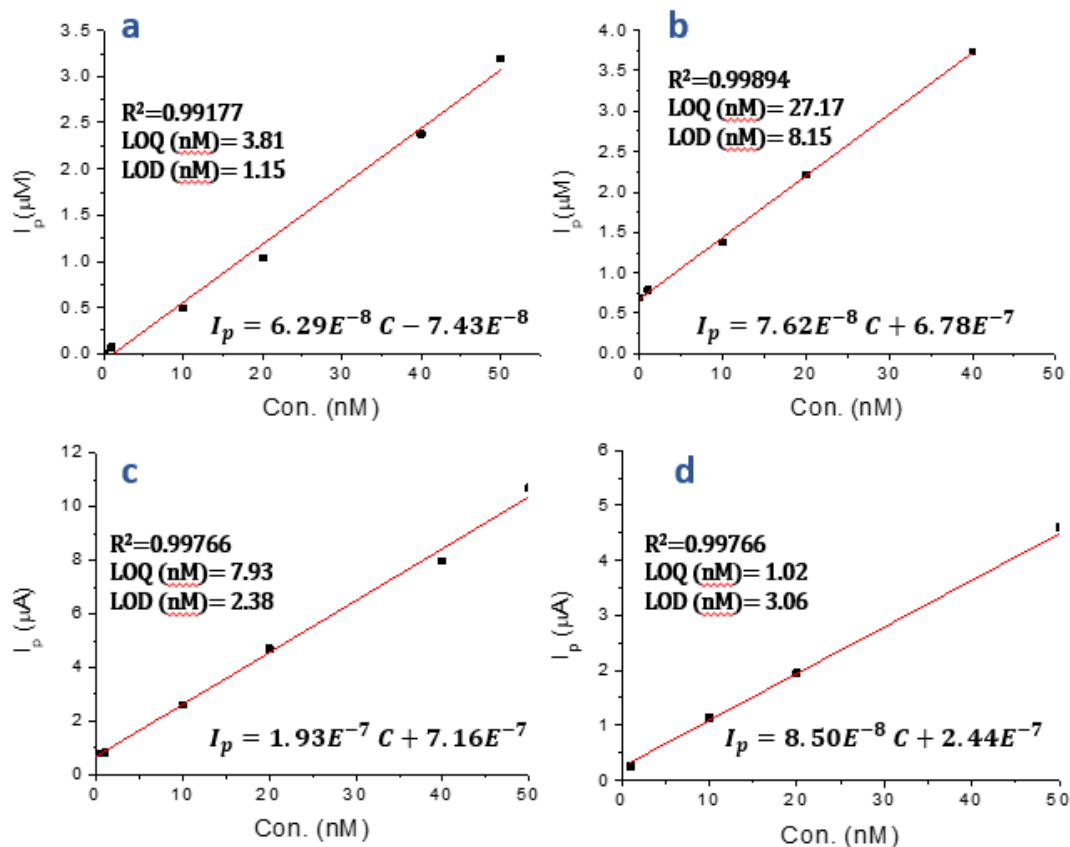 a
3.5
3.0
2.5
2.0
1.5
1.0
0.5
0.0
I_p (μM)
R²=0.99177
LOQ (nM)= 3.81
LOD (nM)= 1.15
I_p = 6.29E⁻⁸ C − 7.43E⁻⁸
0 10 20 30 40 50
Con. (nM)
b
4.0
3.5
3.0
2.5
2.0
1.5
1.0
0.5
0.0
I_p (μM)
R²=0.99894
LOQ (nM)= 27.17
LOD (nM)= 8.15
I_p = 7.62E⁻⁸ C + 6.78E⁻⁷
0 10 20 30 40 50
Con. (nM)
c
12
10
8
6
4
2
0
I_p (μA)
R²=0.99766
LOQ (nM)= 7.93
LOD (nM)= 2.38
I_p = 1.93E⁻⁷ C + 7.16E⁻⁷
0 10 20 30 40 50
Con. (nM)
d
6
5
4
3
2
1
0
I_p (μA)
R²=0.99766
LOQ (nM)= 1.02
LOD (nM)= 3.06
I_p = 8.50E⁻⁸ C + 2.44E⁻⁷
0 10 20 30 40 50
Con. (nM)